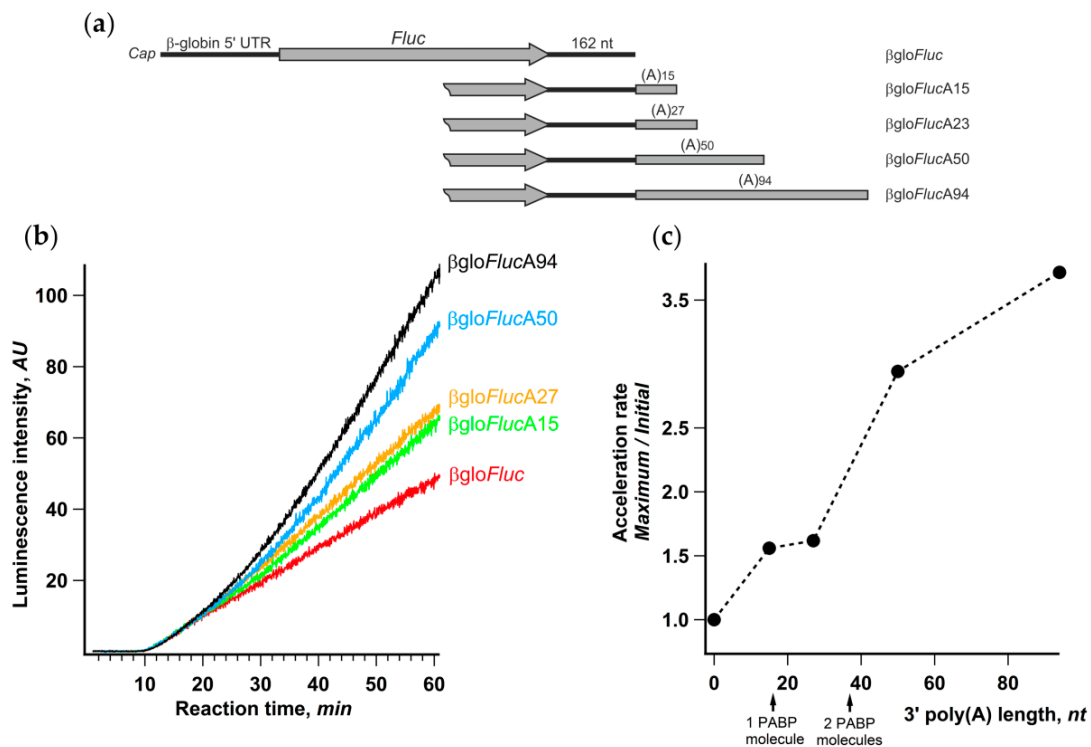 (a)
Cap β-globin 5' UTR Fluc 162 nt βgloFluc
(A)15 βgloFlucA15
(A)27 βgloFlucA23
(A)50 βgloFlucA50
(A)94 βgloFlucA94
(b)
Luminescence intensity, AU
100
80
60
40
20
βgloFlucA94
βgloFlucA50
βgloFlucA27
βgloFlucA15
βgloFluc
10 20 30 40 50 60
Reaction time, min
(c)
Acceleration rate
Maximum / Initial
3.5
2.5
2.0
1.5
1.0
0 20 40 60 80
3' poly(A) length, nt
1 PABP
molecule
2 PABP
molecules